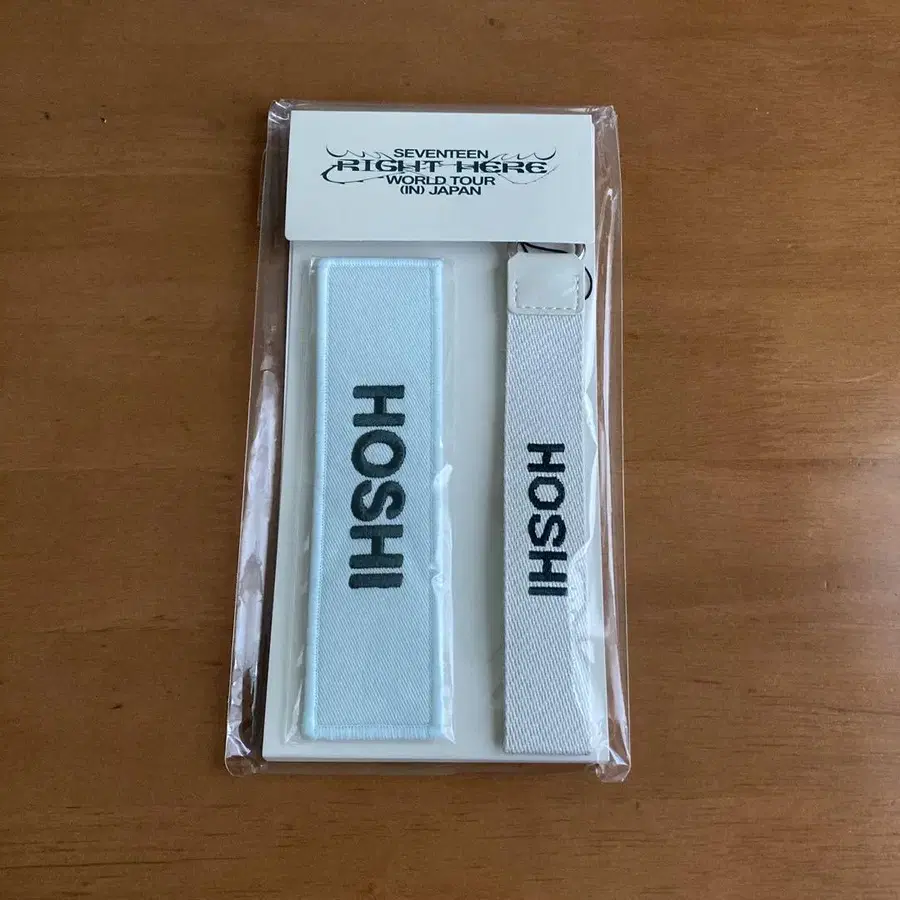 SEVENTEEN
RIGHT HERE
WORLD TOUR
(IN) JAPAN
HOSHI
HOSHI